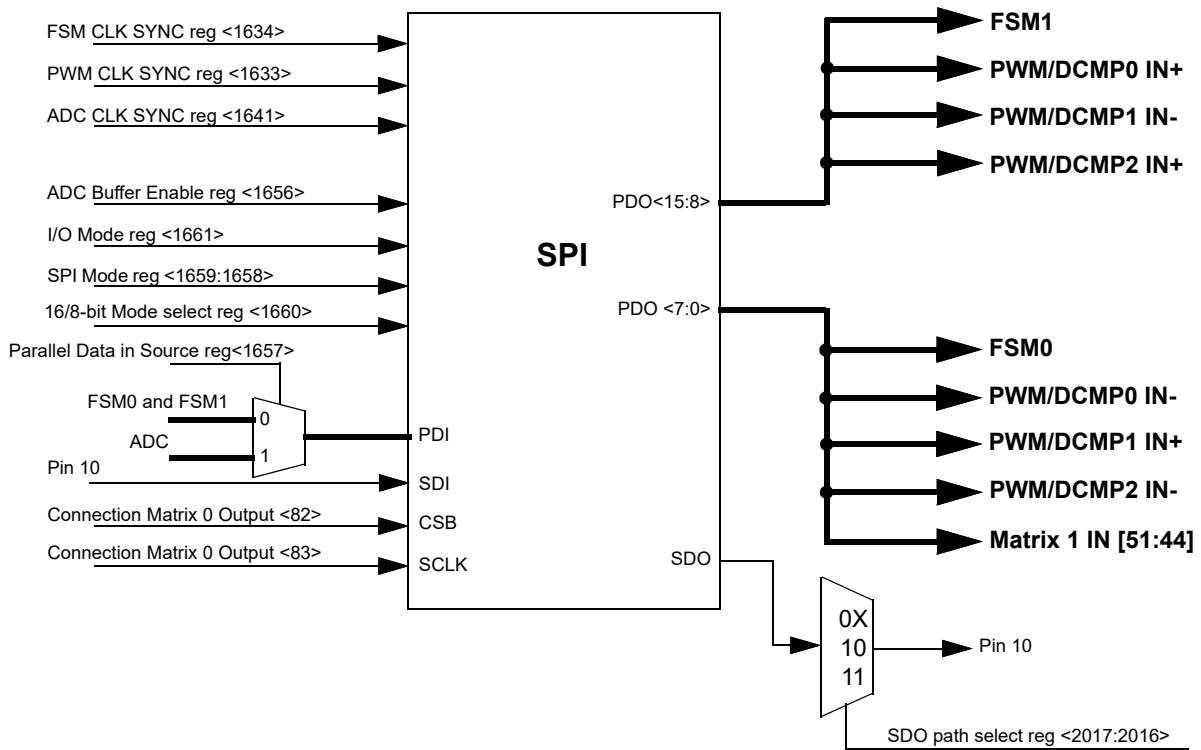 FSM CLK SYNC reg <1634>
PWM CLK SYNC reg <1633>
ADC CLK SYNC reg <1641>
ADC Buffer Enable reg <1656>
I/O Mode reg <1661>
SPI Mode reg <1659:1658>
16/8-bit Mode select reg <1660>
Parallel Data in Source reg<1657>
FSM0 and FSM1
0
ADC
1
Pin 10
Connection Matrix 0 Output <82>
Connection Matrix 0 Output <83>
PDI
SDI
CSB
SCLK
SPI
PDO<15:8>
PDO <7:0>
SDO
FSM1
PWM/DCMP0 IN+
PWM/DCMP1 IN-
PWM/DCMP2 IN+
FSM0
PWM/DCMP0 IN-
PWM/DCMP1 IN+
PWM/DCMP2 IN-
Matrix 1 IN [51:44]
0X
10
11
Pin 10
SDO path select reg <2017:2016>